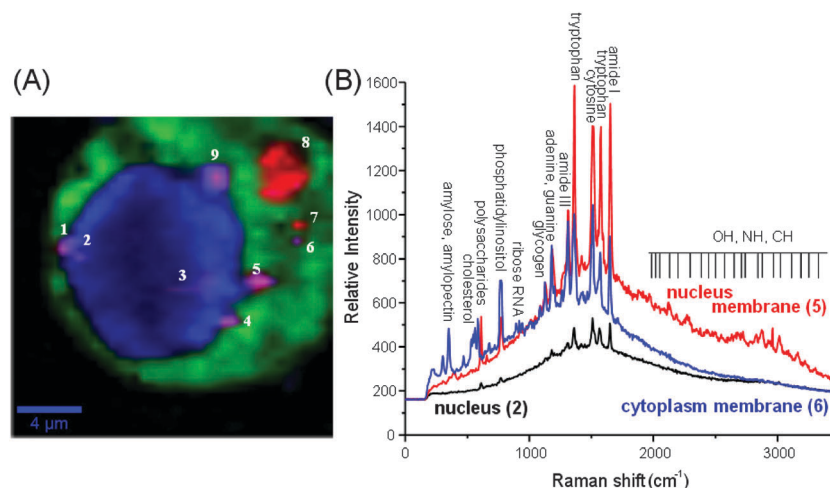 (A)
(B)
1
2
3
4
5
6
7
8
9
4 µm
Relative Intensity
1600
1400
1200
1000
800
600
400
200
0
0
1000
2000
3000
Raman shift (cm-1)
amylose, amylopectin
cholesterol
polysaccharides
phosphatidylinositol
ribose RNA
glycogen
adenine, guanine
amide III
tryptophan
cytosine
tryptophan
amide I
OH, NH, CH
nucleus
membrane (5)
nucleus (2)
cytoplasm membrane (6)